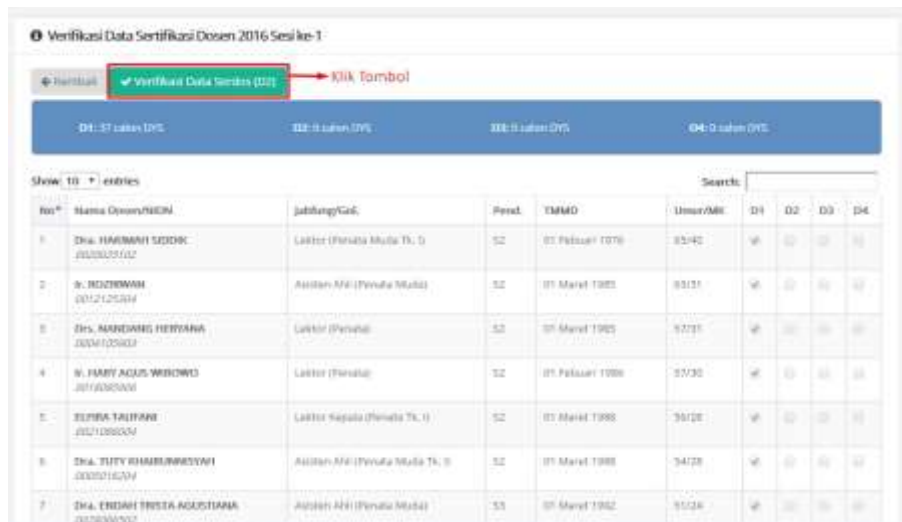 Verifikasi Data Sertifikasi Dosen 2016 Sesi ke-1
Kembali Verifikasi Data Serdos (D2) Klik Tombol
D1: 37 calon DYS D2: 0 calon DYS D3: 0 calon DYS D4: 0 calon DYS
Show 10 entries Search:
No Nama Dosen/NIDN Jabfung/Gol. Pend. TMMD Umur/MK D1 D2 D3 D4
1 Dra. HARIMAH SIDDIK Lektor (Penata Muda Tk. I) S2 01 Februari 1976
2 Ir. ROZIRWAN Asisten Ahli (Penata Muda) S2 01 Maret 1985
3 Drs. NANDANG HERYANA Lektor (Penata) S2 01 Maret 1985 57/31
4 Ir. HARY AGUS WIBOWO Lektor (Penata) S2 01 Februari 1986 57/30
5 ELFIRA TAUFANI Lektor Kepala (Penata Tk. I) S2 01 Maret 1988 56/28
6 Dra. TUTY KHAIRUNNISYAH Asisten Ahli (Penata Muda Tk. I) S2 01 Maret 1988 54/28
7 Dra. ENDAH TRISTA AGUSTIANA Asisten Ahli (Penata Muda) S3 01 Maret 1992 51/24